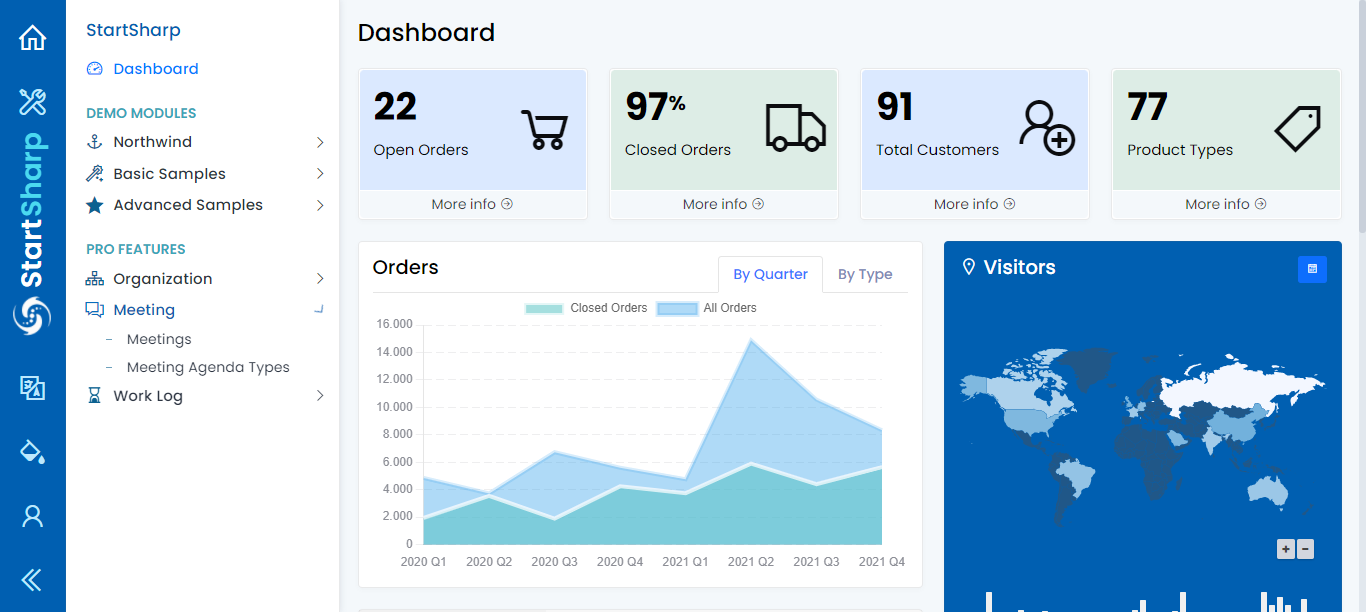 StartSharp
StartSharp
Dashboard
DEMO MODULES
Northwind
Basic Samples
Advanced Samples
PRO FEATURES
Organization
Meeting
Meetings
Meeting Agenda Types
Work Log
Dashboard
22
Open Orders
More info
97%
Closed Orders
More info
91
Total Customers
More info
77
Product Types
More info
Orders
By Quarter
By Type
Closed Orders
All Orders
16.000
14.000
12.000
10.000
8.000
6.000
4.000
2.000
0
2020 Q1
2020 Q2
2020 Q3
2020 Q4
2021 Q1
2021 Q2
2021 Q3
2021 Q4
Visitors
+
−